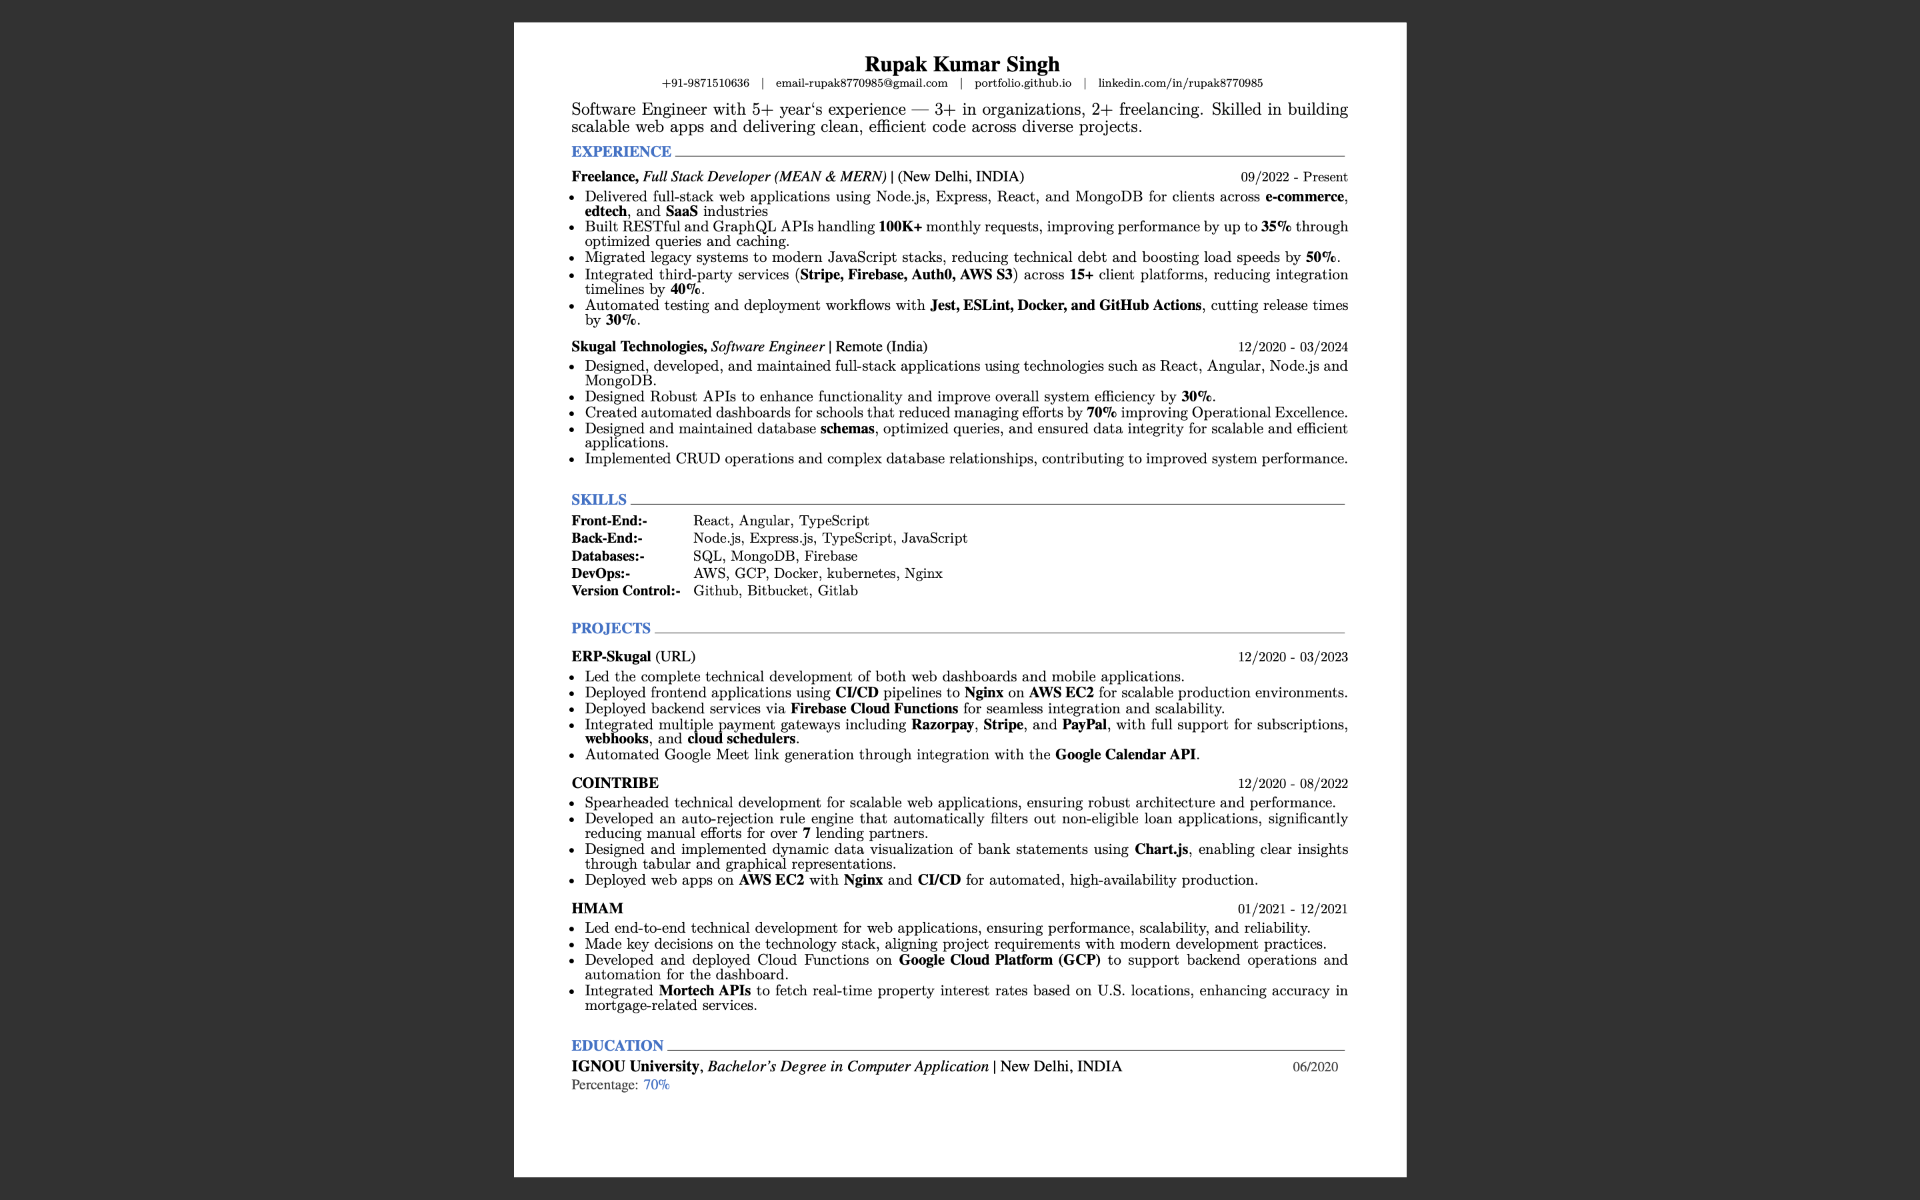 Rupak Kumar Singh
+91-9871510636 | email-rupak8770985@gmail.com | portfolio.github.io | linkedin.com/in/rupak8770985
Software Engineer with 5+ year‘s experience — 3+ in organizations, 2+ freelancing. Skilled in building
scalable web apps and delivering clean, efficient code across diverse projects.
EXPERIENCE
Freelance, Full Stack Developer (MEAN & MERN) | (New Delhi, INDIA) 09/2022 - Present
• Delivered full-stack web applications using Node.js, Express, React, and MongoDB for clients across e-commerce,
edtech, and SaaS industries
• Built RESTful and GraphQL APIs handling 100K+ monthly requests, improving performance by up to 35% through
optimized queries and caching.
• Migrated legacy systems to modern JavaScript stacks, reducing technical debt and boosting load speeds by 50%.
• Integrated third-party services (Stripe, Firebase, Auth0, AWS S3) across 15+ client platforms, reducing integration
timelines by 40%.
• Automated testing and deployment workflows with Jest, ESLint, Docker, and GitHub Actions, cutting release times
by 30%.
Skugal Technologies, Software Engineer | Remote (India) 12/2020 - 03/2024
• Designed, developed, and maintained full-stack applications using technologies such as React, Angular, Node.js and
MongoDB.
• Designed Robust APIs to enhance functionality and improve overall system efficiency by 30%.
• Created automated dashboards for schools that reduced managing efforts by 70% improving Operational Excellence.
• Designed and maintained database schemas, optimized queries, and ensured data integrity for scalable and efficient
applications.
• Implemented CRUD operations and complex database relationships, contributing to improved system performance.
SKILLS
Front-End:- React, Angular, TypeScript
Back-End:- Node.js, Express.js, TypeScript, JavaScript
Databases:- SQL, MongoDB, Firebase
DevOps:- AWS, GCP, Docker, kubernetes, Nginx
Version Control:- Github, Bitbucket, Gitlab
PROJECTS
ERP-Skugal (URL) 12/2020 - 03/2023
• Led the complete technical development of both web dashboards and mobile applications.
• Deployed frontend applications using CI/CD pipelines to Nginx on AWS EC2 for scalable production environments.
• Deployed backend services via Firebase Cloud Functions for seamless integration and scalability.
• Integrated multiple payment gateways including Razorpay, Stripe, and PayPal, with full support for subscriptions,
webhooks, and cloud schedulers.
• Automated Google Meet link generation through integration with the Google Calendar API.
COINTRIBE 12/2020 - 08/2022
• Spearheaded technical development for scalable web applications, ensuring robust architecture and performance.
• Developed an auto-rejection rule engine that automatically filters out non-eligible loan applications, significantly
reducing manual efforts for over 7 lending partners.
• Designed and implemented dynamic data visualization of bank statements using Chart.js, enabling clear insights
through tabular and graphical representations.
• Deployed web apps on AWS EC2 with Nginx and CI/CD for automated, high-availability production.
HMAM 01/2021 - 12/2021
• Led end-to-end technical development for web applications, ensuring performance, scalability, and reliability.
• Made key decisions on the technology stack, aligning project requirements with modern development practices.
• Developed and deployed Cloud Functions on Google Cloud Platform (GCP) to support backend operations and
automation for the dashboard.
• Integrated Mortech APIs to fetch real-time property interest rates based on U.S. locations, enhancing accuracy in
mortgage-related services.
EDUCATION
IGNOU University, Bachelor's Degree in Computer Application | New Delhi, INDIA 06/2020
Percentage: 70%